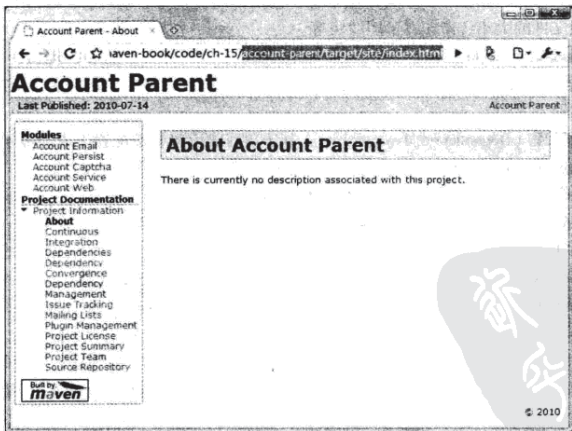 Account Parent - About
aven-book/code/ch-15/account-parent/target/site/index.html
Account Parent
Last Published: 2010-07-14
Account Parent
Modules
Account Email
Account Persist
Account Captcha
Account Service
Account Web
Project Documentation
Project Information
About
Continuous
Integration
Dependencies
Dependency
Convergence
Dependency
Management
Issue Tracking
Mailing Lists
Plugin Management
Project License
Project Summary
Project Team
Source Repository
Built by:
maven
About Account Parent
There is currently no description associated with this project.
© 2010